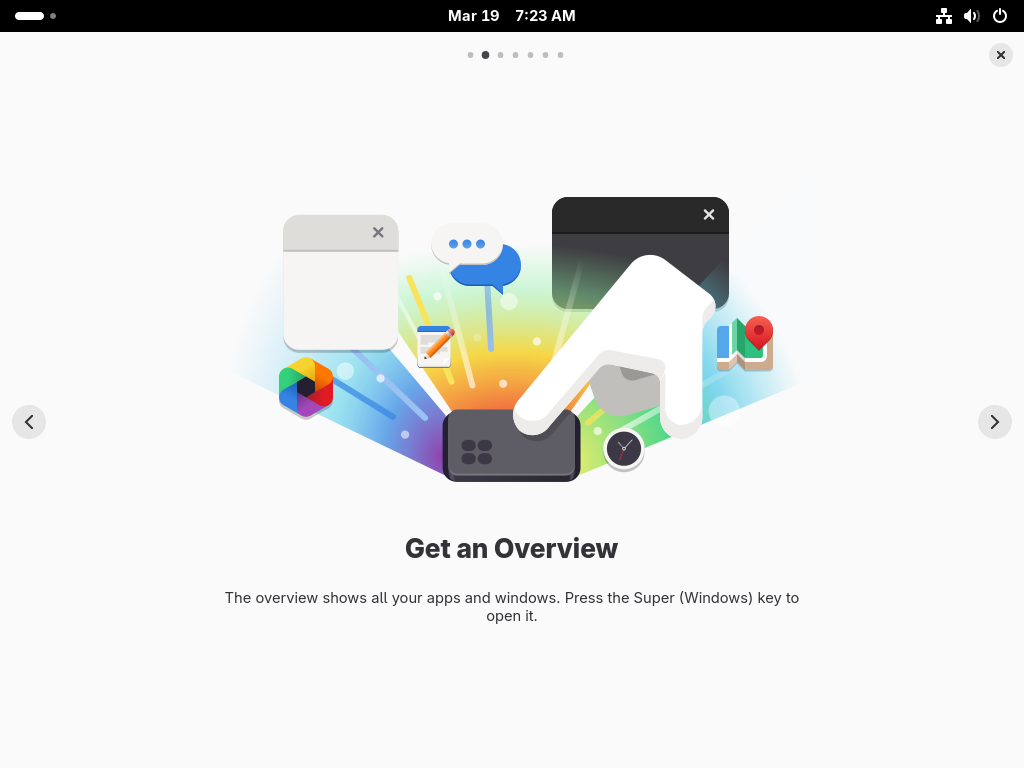 Mar 19 7:23 AM
Get an Overview
The overview shows all your apps and windows. Press the Super (Windows) key to
open it.